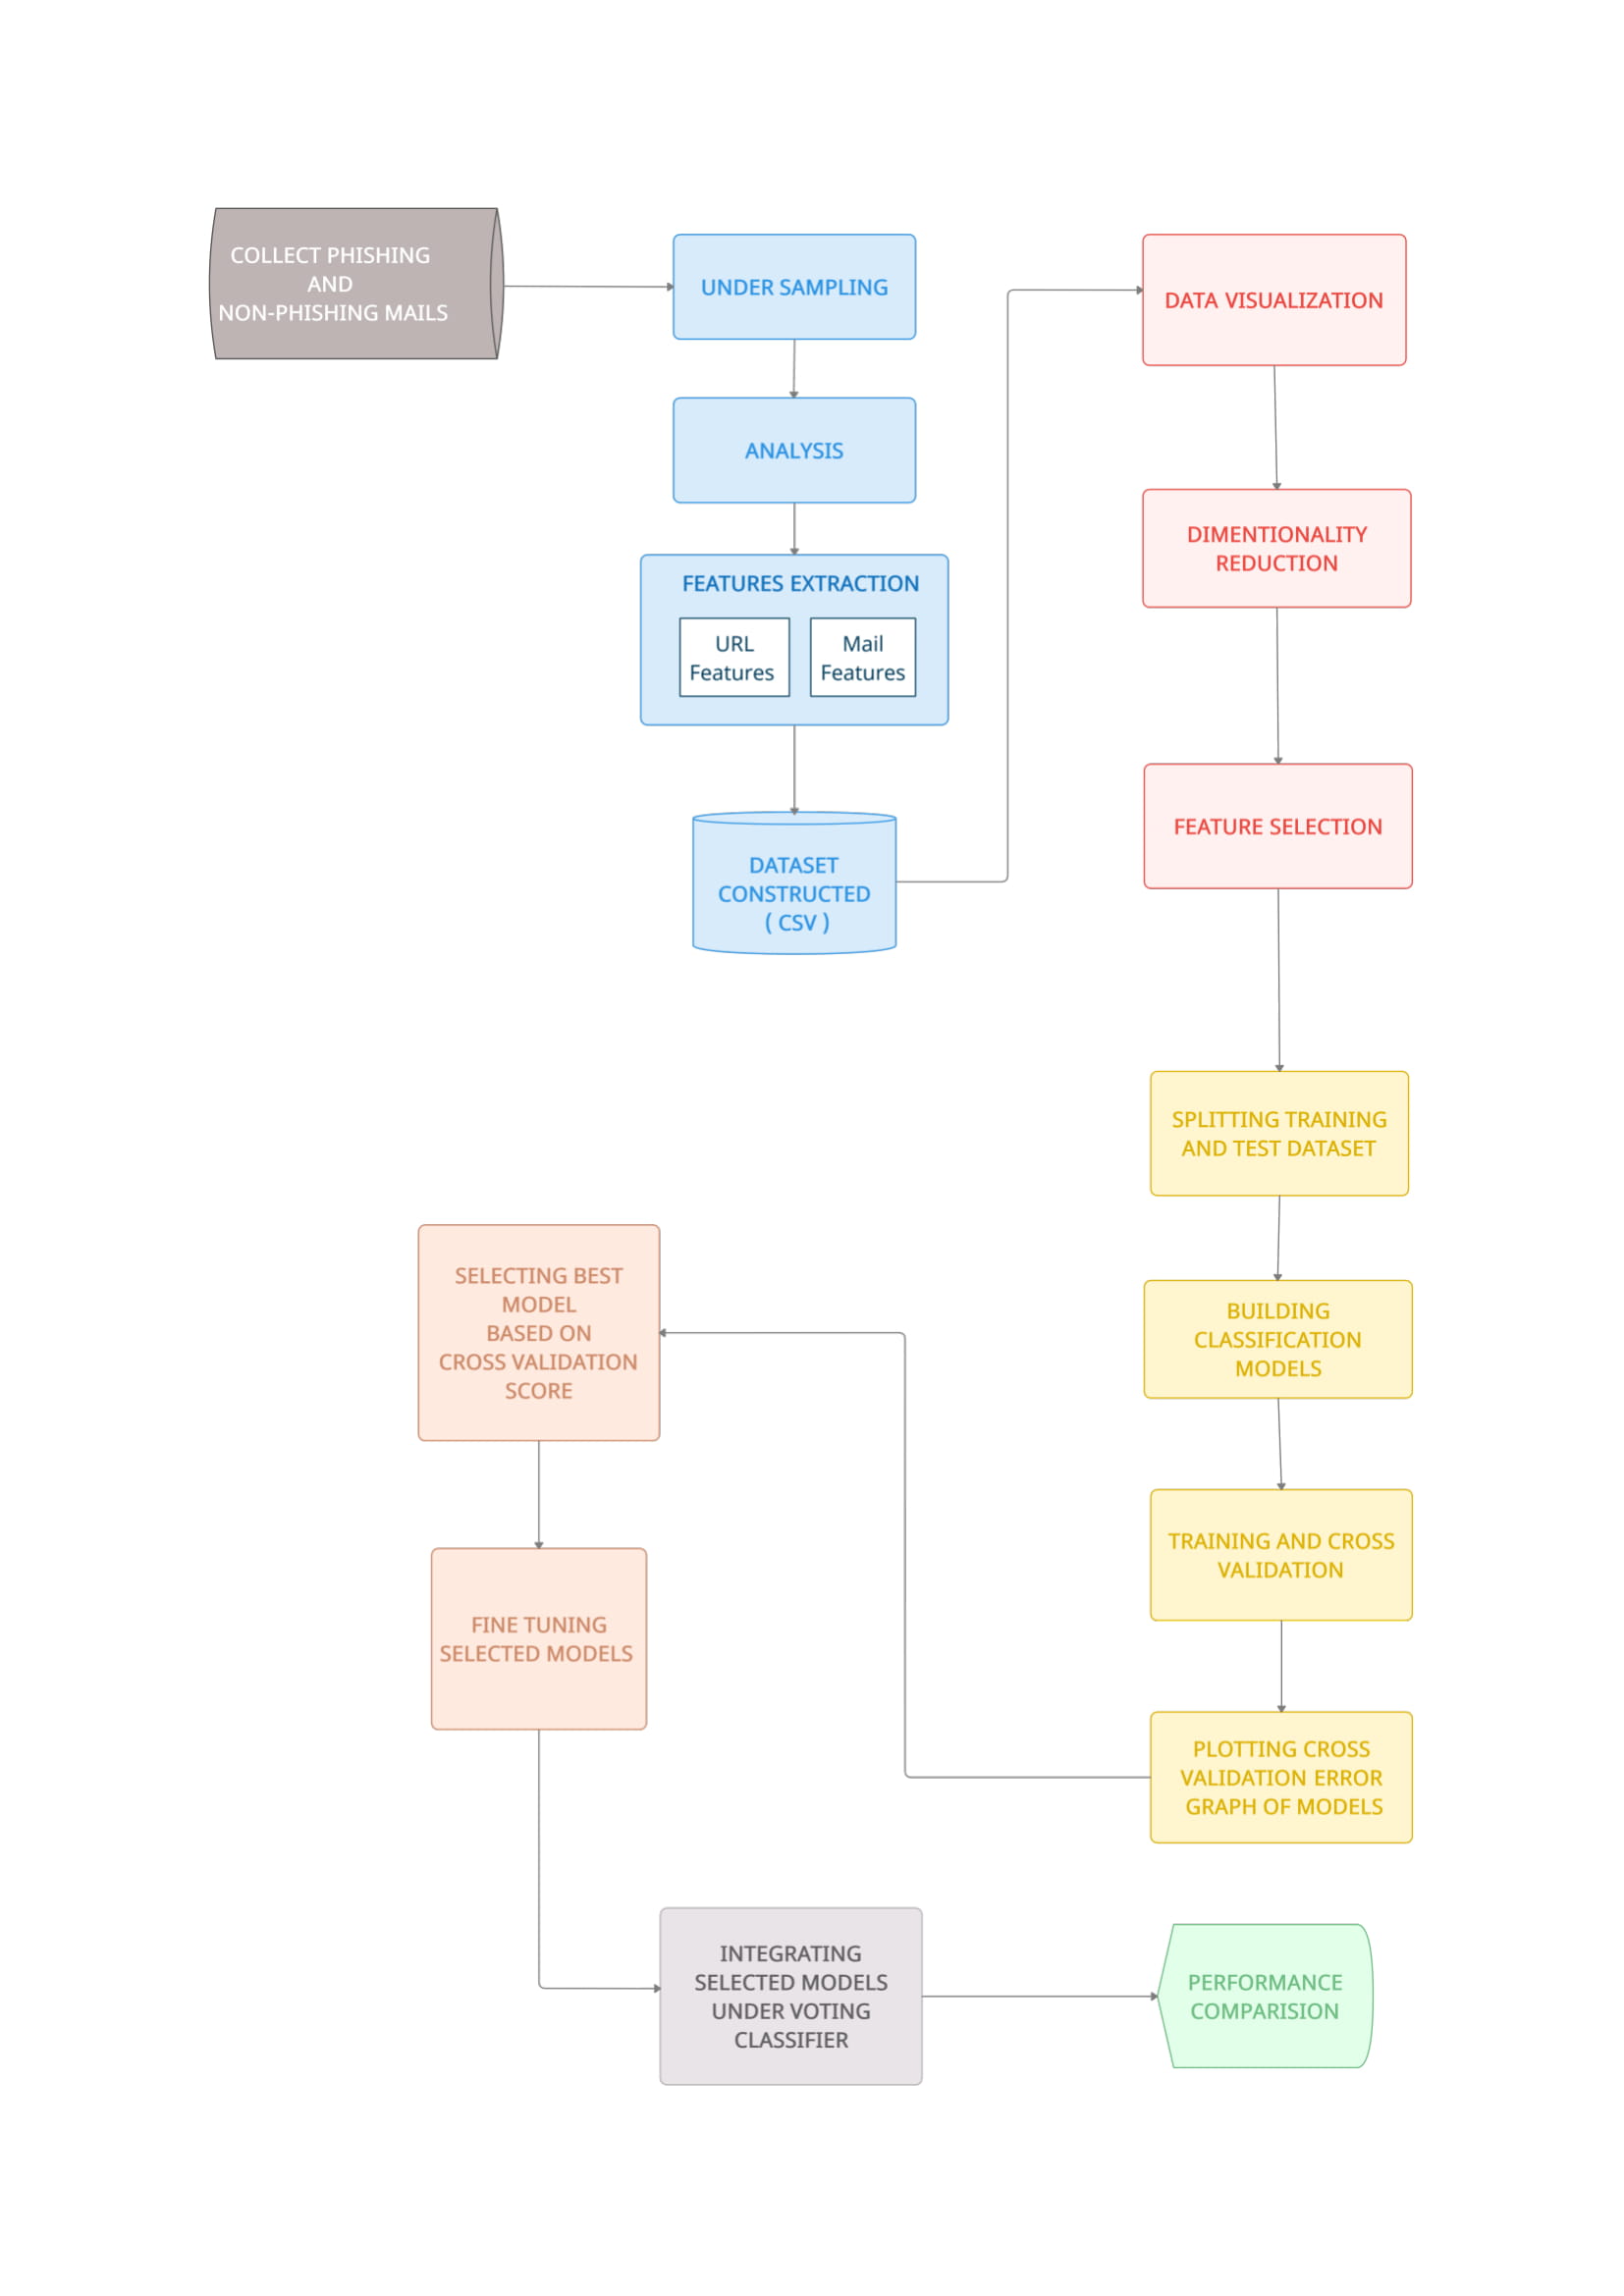 COLLECT PHISHING
AND
NON-PHISHING MAILS
UNDER SAMPLING
ANALYSIS
FEATURES EXTRACTION
URL
Features
Mail
Features
DATASET
CONSTRUCTED
( CSV )
DATA VISUALIZATION
DIMENTIONALITY
REDUCTION
FEATURE SELECTION
SPLITTING TRAINING
AND TEST DATASET
BUILDING
CLASSIFICATION
MODELS
TRAINING AND CROSS
VALIDATION
PLOTTING CROSS
VALIDATION ERROR
GRAPH OF MODELS
SELECTING BEST
MODEL
BASED ON
CROSS VALIDATION
SCORE
FINE TUNING
SELECTED MODELS
INTEGRATING
SELECTED MODELS
UNDER VOTING
CLASSIFIER
PERFORMANCE
COMPARISION